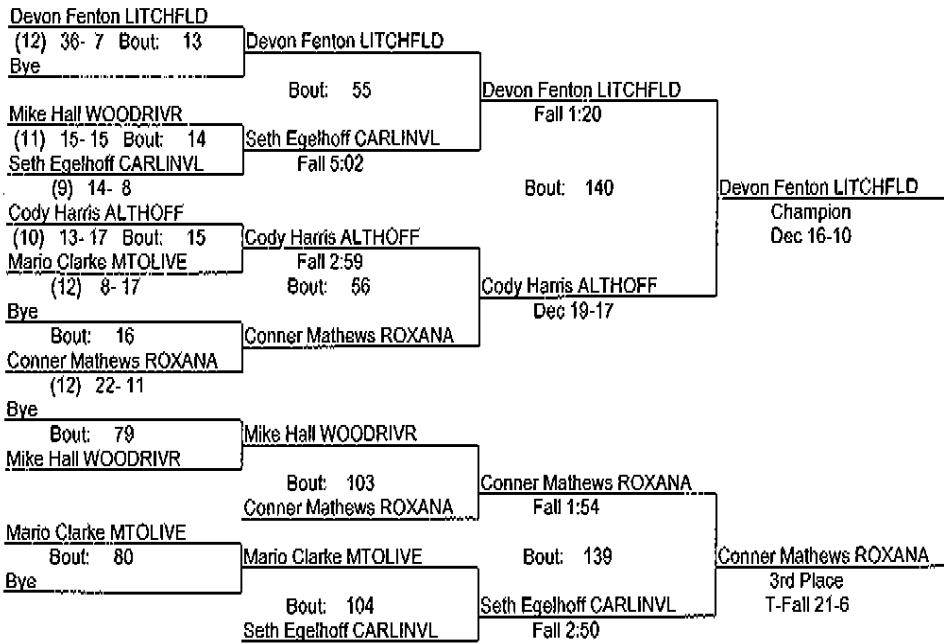 Devon Fenton LITCHFLD
(12) 36- 7 Bout: 13
Devon Fenton LITCHFLD
Bye
Bout: 55
Devon Fenton LITCHFLD
Mike Hall WOODRIVR
Fall 1:20
(11) 15- 15 Bout: 14
Seth Egelhoff CARLINVL
Seth Egelhoff CARLINVL
Fall 5:02
(9) 14- 8
Bout: 140
Devon Fenton LITCHFLD
Cody Harris ALTHOFF
Champion
(10) 13- 17 Bout: 15
Cody Harris ALTHOFF
Dec 16-10
Mario Clarke MTOLIVE
Fall 2:59
(12) 8- 17
Bout: 56
Cody Harris ALTHOFF
Bye
Dec 19-17
Bout: 16
Conner Mathews ROXANA
Conner Mathews ROXANA
(12) 22- 11
Bye
Bout: 79
Mike Hall WOODRIVR
Mike Hall WOODRIVR
Bout: 103
Conner Mathews ROXANA
Conner Mathews ROXANA
Fall 1:54
Mario Clarke MTOLIVE
Bout: 80
Mario Clarke MTOLIVE
Bout: 139
Conner Mathews ROXANA
Bye
3rd Place
Bout: 104
Seth Egelhoff CARLINVL
T-Fall 21-6
Seth Egelhoff CARLINVL
Fall 2:50